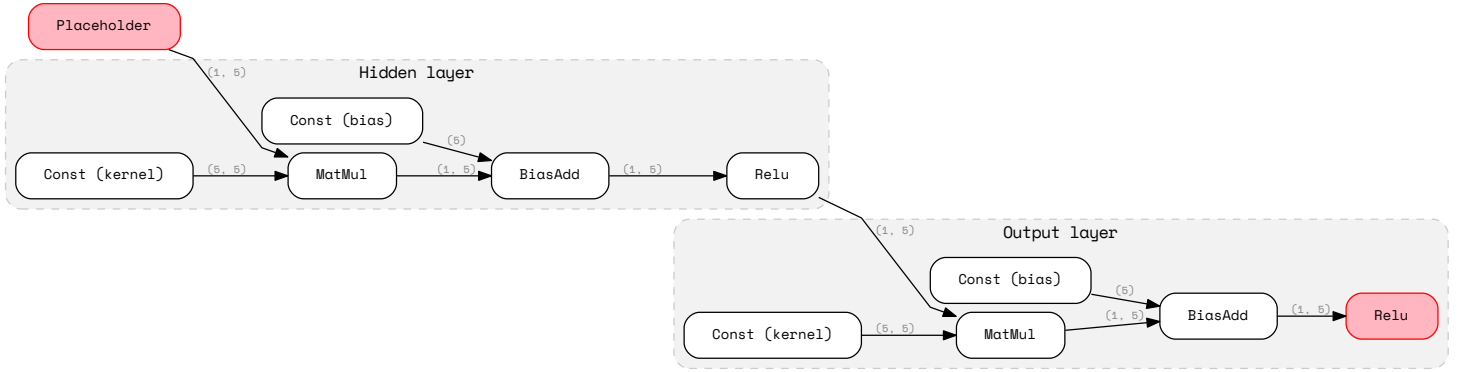 Placeholder
(1, 5)
Hidden layer
Const (bias)
(5)
Const (kernel)
(5, 5)
MatMul
(1, 5)
BiasAdd
(1, 5)
Relu
(1, 5)
Output layer
Const (bias)
(5)
Const (kernel)
(5, 5)
MatMul
(1, 5)
BiasAdd
(1, 5)
Relu